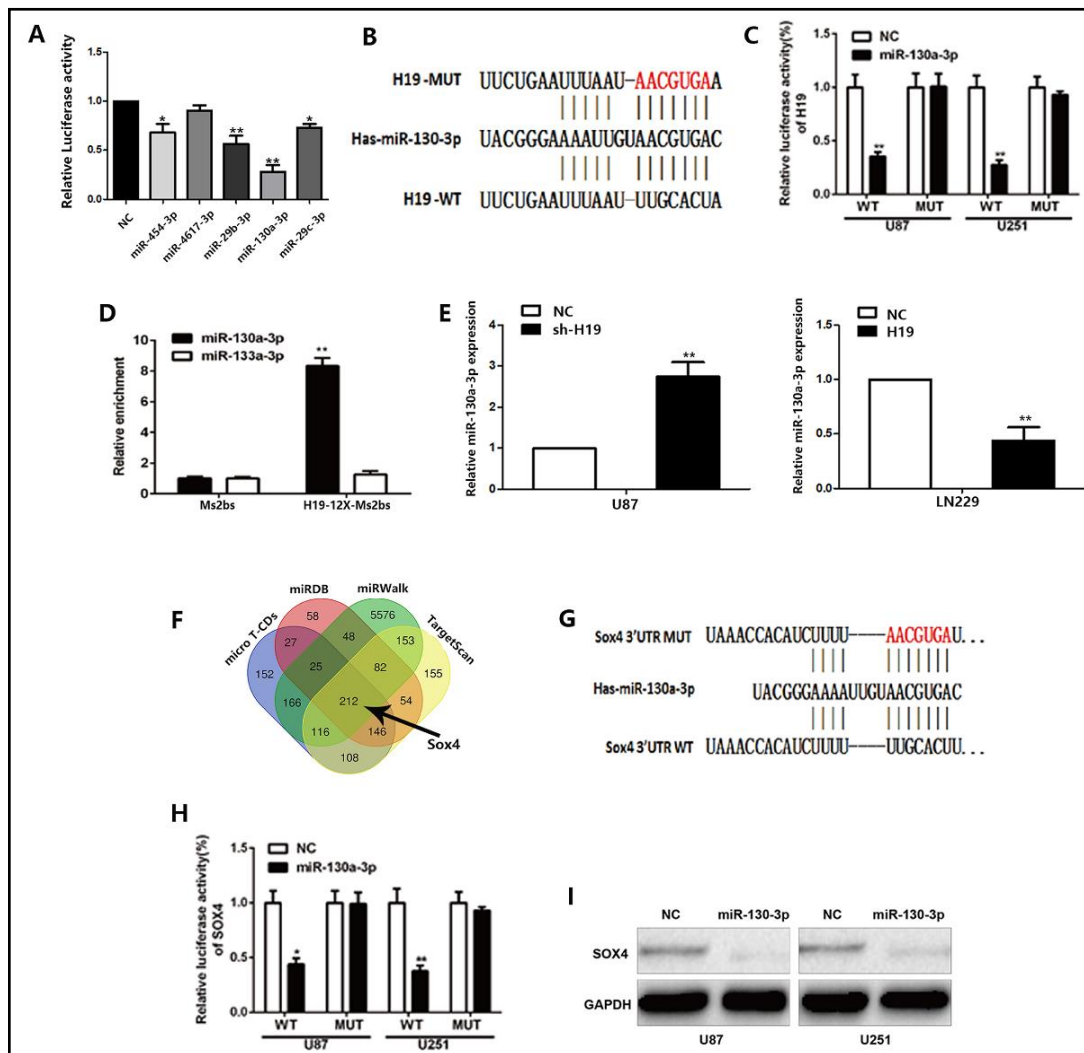 A
Relative Luciferase activity
1.5
1.0
0.5
0.0
*
**
**
*
NC
miR-454-3p
miR-4617-3p
miR-29b-3p
miR-130a-3p
miR-29c-3p
B
H19-MUT UUCUGAAUUUAAU-AACGUGAA
Has-miR-130-3p UACGGGAAAAUUGUAACGUGAC
H19-WT UUCUGAAUUUAAU-UUGCACUA
C
NC
miR-130a-3p
Relative luciferase activity(%)
of H19
1.5
1.0
0.5
0.0
**
**
WT MUT WT MUT
U87 U251
D
miR-130a-3p
miR-133a-3p
Relative enrichment
10
8
6
4
2
0
**
Ms2bs H19-12X-Ms2bs
E
NC
sh-H19
Relative miR-130a-3p expression
4
3
2
1
0
**
U87
NC
H19
Relative miR-130a-3p expression
1.5
1.0
0.5
0.0
**
LN229
F
micro T-CDs
miRDB
miRWalk
TargetScan
58 5576
27 48 153
152 25 82 155
166 212 54
116 146
108
Sox4
G
Sox4 3'UTR MUT UAAACCACAUCUUUU----AACGUGAU...
Has-miR-130a-3p UACGGGAAAAUUGUAACGUGAC
Sox4 3'UTR WT UAAACCACAUCUUUU----UUGCACUU...
H
NC
miR-130a-3p
Relative luciferase activity(%)
of SOX4
1.5
1.0
0.5
0.0
*
**
WT MUT WT MUT
U87 U251
I
NC miR-130-3p NC miR-130-3p
SOX4
GAPDH
U87 U251